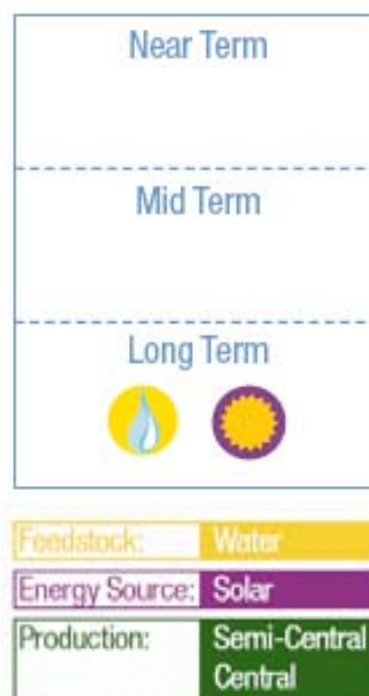 Near Term
Mid Term
Long Term
Feedstock: Water
Energy Source: Solar
Production: Semi-Central
Central